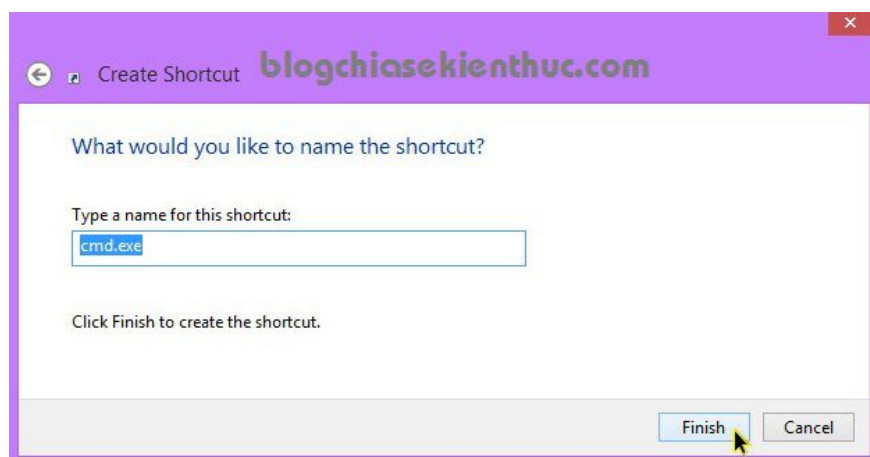 Create Shortcut blogchiasekienthuc.com
What would you like to name the shortcut?
Type a name for this shortcut:
cmd.exe
Click Finish to create the shortcut.
Finish Cancel